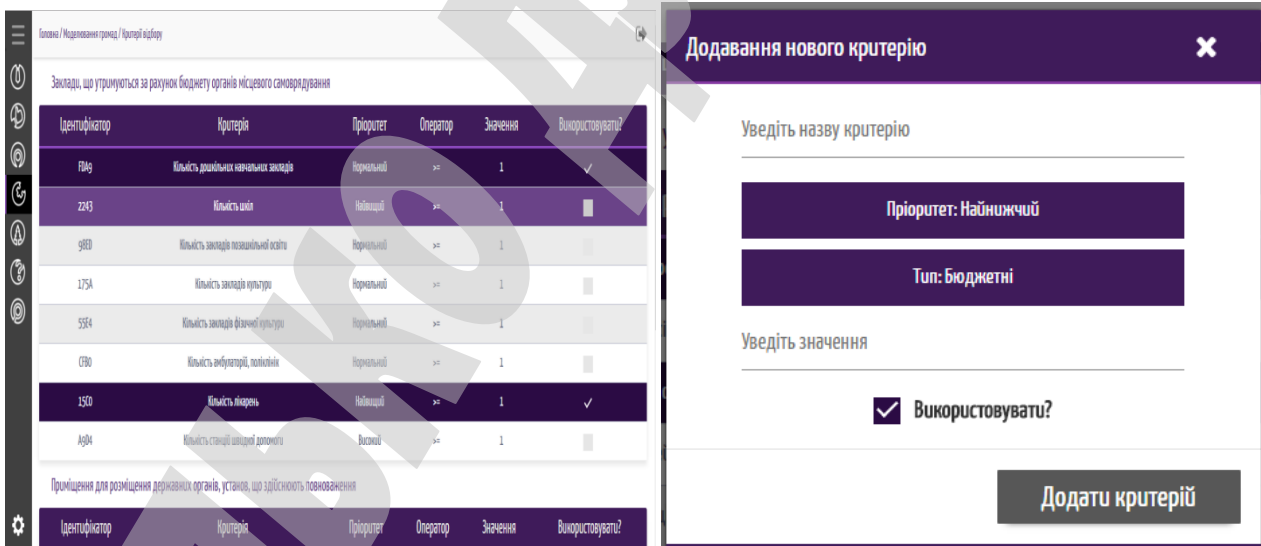 Головна / Моделювання громад / Критерії відбору
Заклади, що утримуються за рахунок бюджету органів місцевого самоврядування
Ідентифікатор Критерія Пріоритет Оператор Значення Використовувати?
FDA9 Кількість дошкільних навчальних закладів Нормальний >= 1
2243 Кількість шкіл Найвищий >= 1
98ED Кількість закладів позашкільної освіти Нормальний >= 1
175A Кількість закладів культури Нормальний >= 1
55E4 Кількість закладів фізичної культури Нормальний >= 1
CFB0 Кількість амбулаторій, поліклінік Нормальний >= 1
15C0 Кількість лікарень Найвищий >= 1
A9D4 Кількість станцій швидкої допомоги Високий >= 1
Приміщення для розміщення державних органів, установ, що здійснюють повноваження
Ідентифікатор Критерія Пріоритет Оператор Значення Використовувати?
Додавання нового критерію
Уведіть назву критерію
Пріоритет: Найнижчий
Тип: Бюджетні
Уведіть значення
Використовувати?
Додати критерій